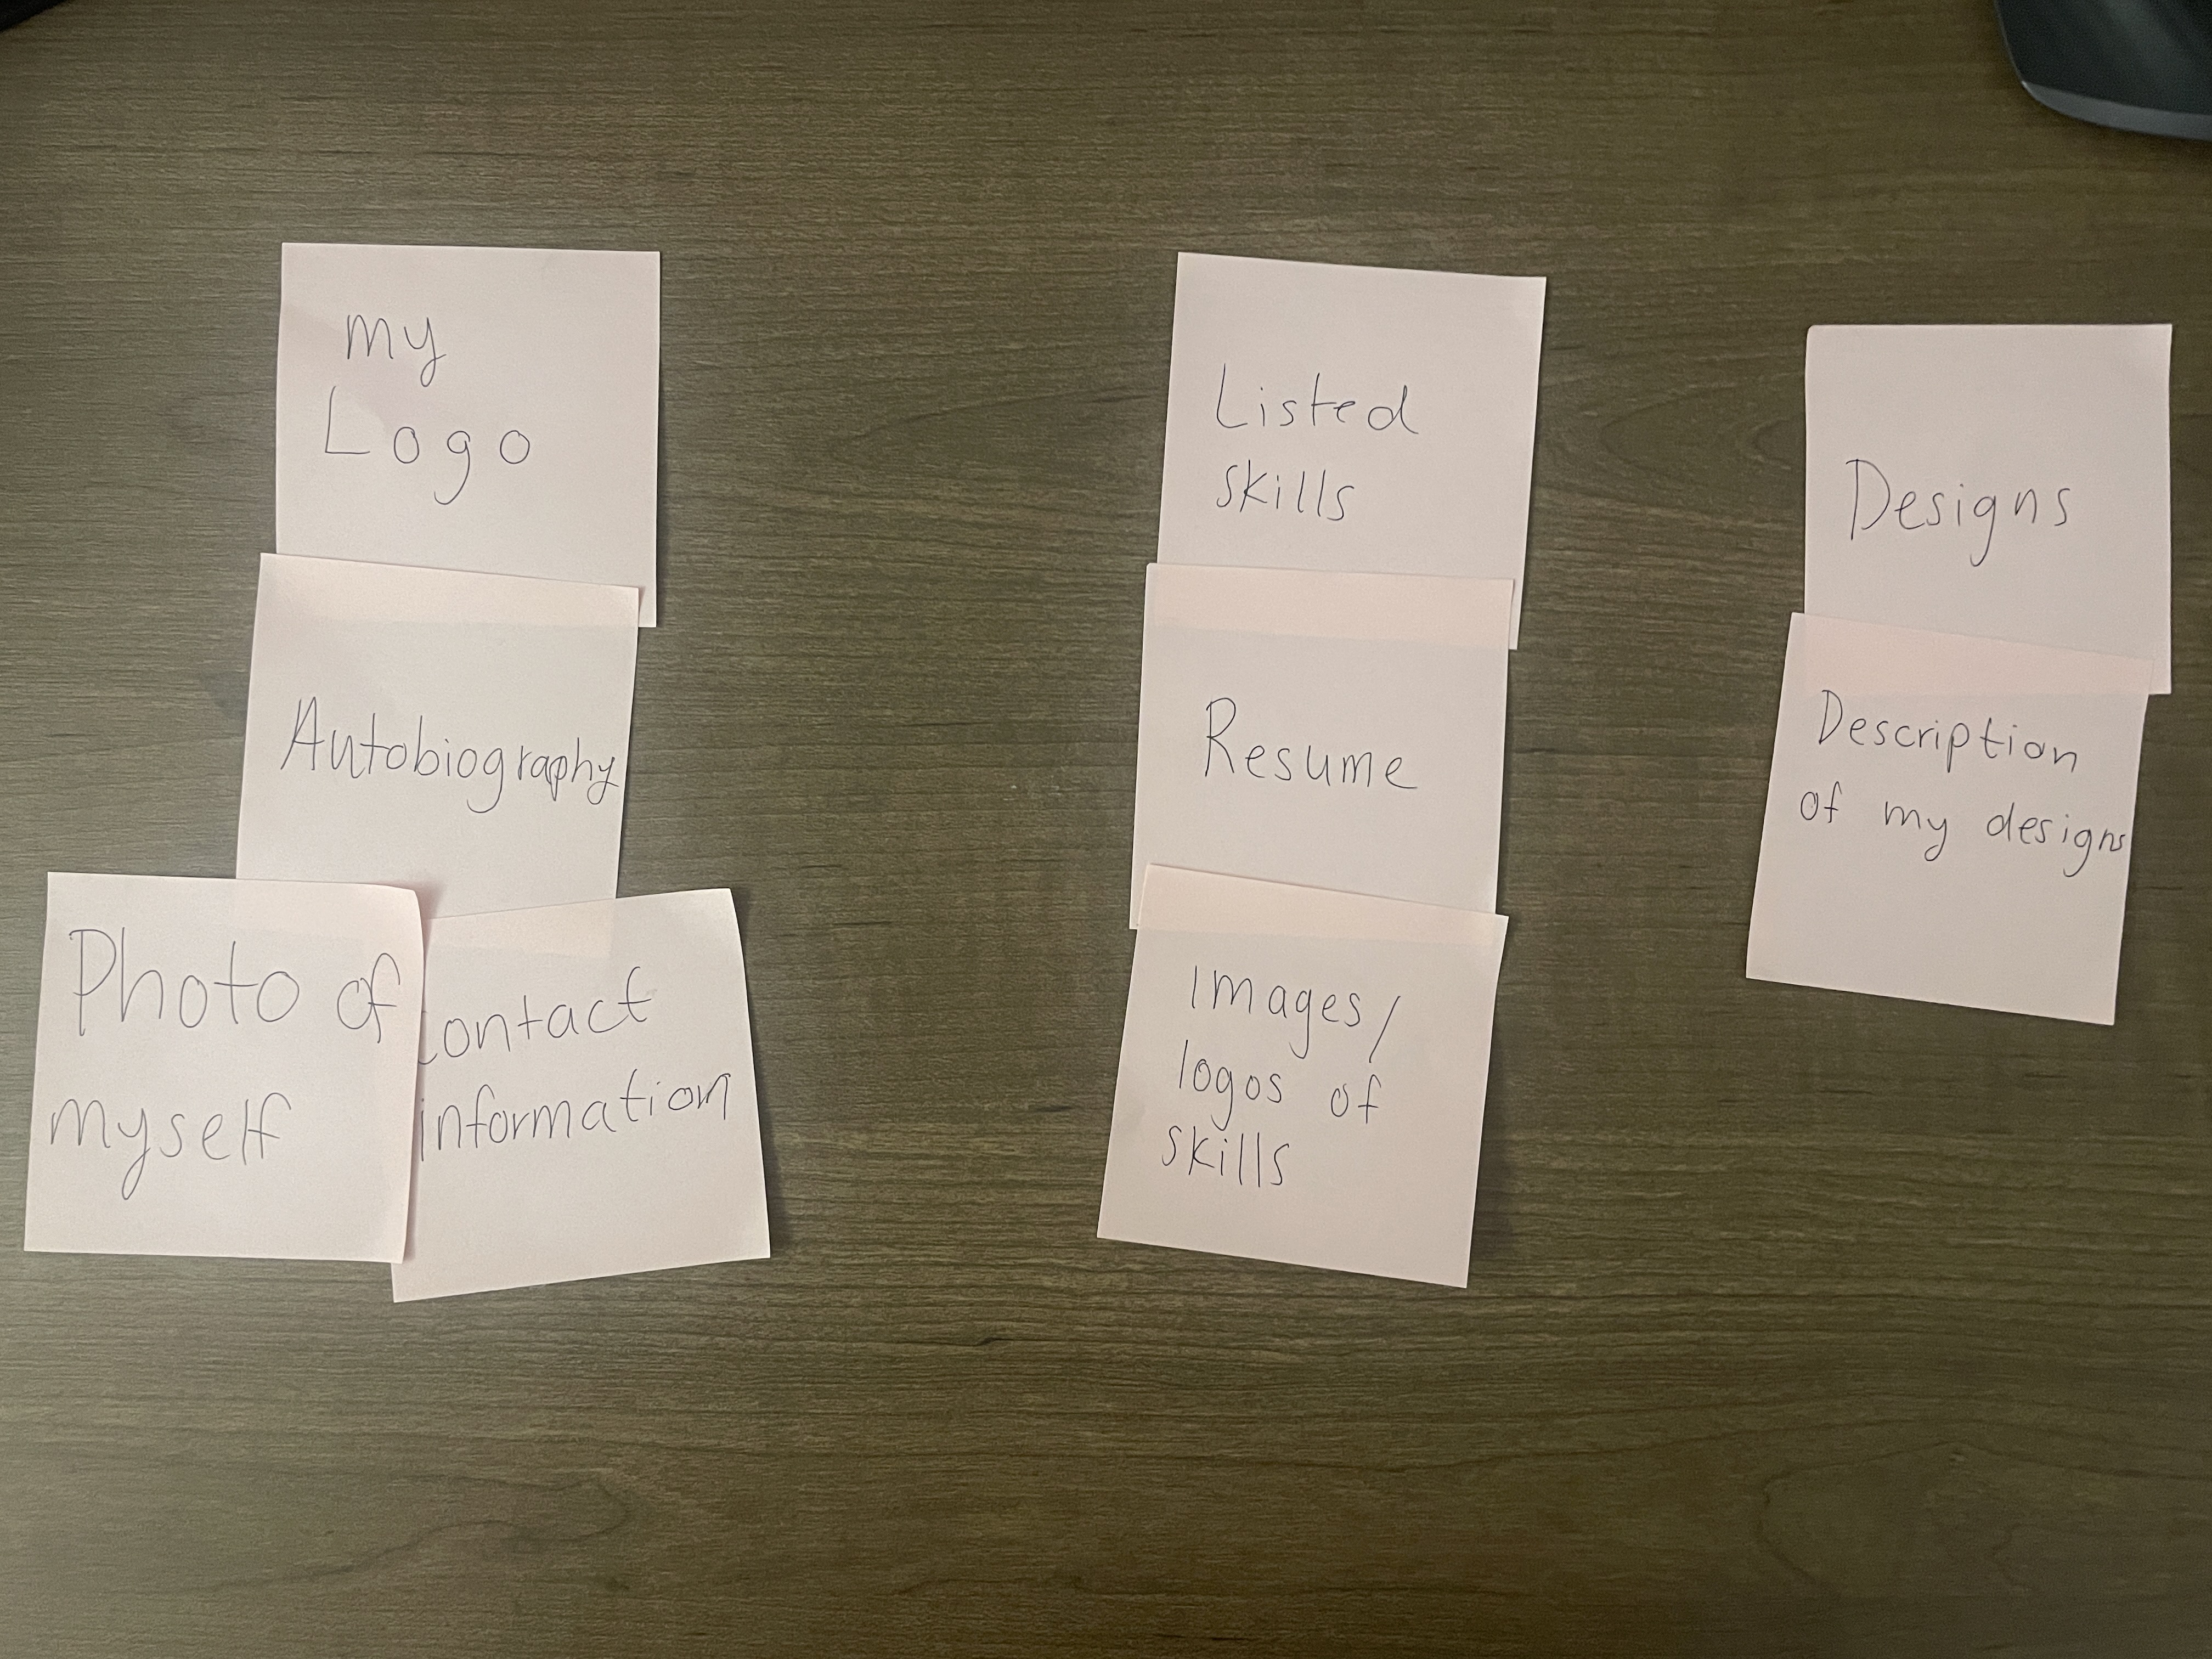 my
Logo
Autobiography
Photo of
myself
Contact
information
Listed
skills
Resume
Images/
logos of
skills
Designs
Description
of my designs